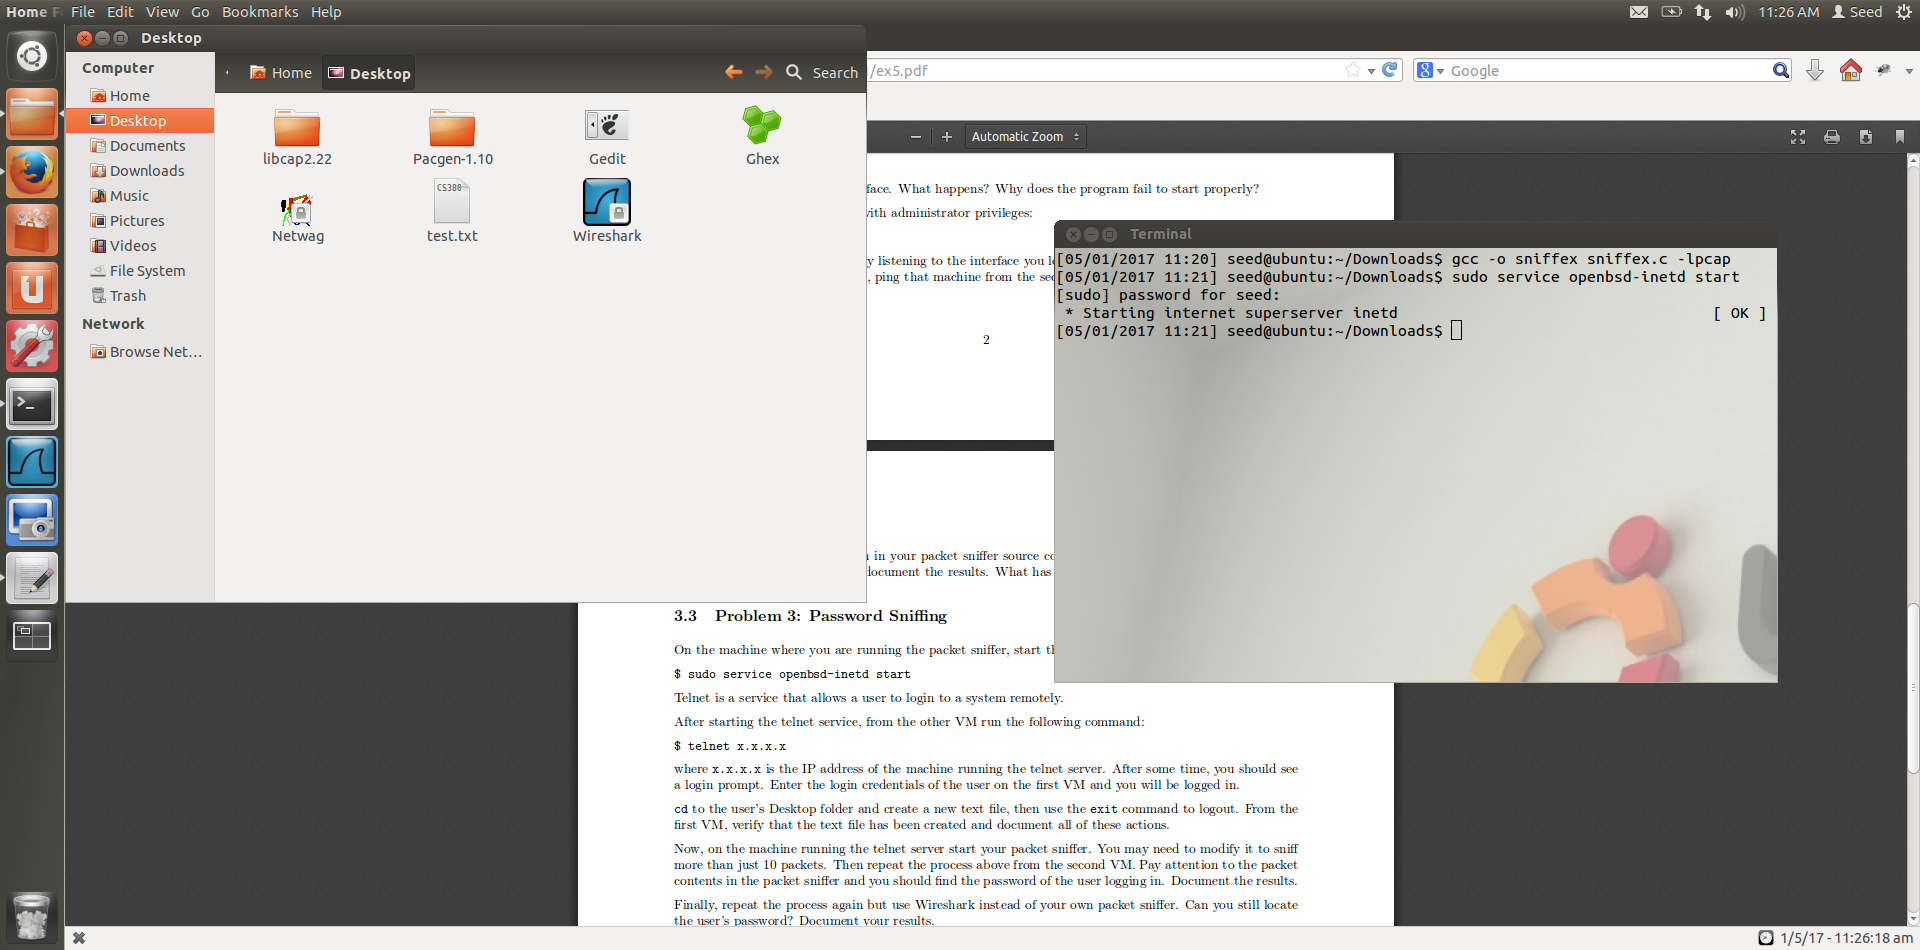 Home F File Edit View Go Bookmarks Help
11:26 AM Seed
Desktop
Computer
Home
Desktop
Documents
Downloads
Music
Pictures
Videos
File System
Trash
Network
Browse Net...
Home Desktop Search
libcap2.22 Pacgen-1.10 Gedit Ghex
CS380
Netwag test.txt Wireshark
/ex5.pdf
Google
Automatic Zoom
face. What happens? Why does the program fail to start properly?
with administrator privileges:
y listening to the interface you
, ping that machine from the
2
in your packet sniffer source
document the results. What has
Terminal
[05/01/2017 11:20] seed@ubuntu:~/Downloads$ gcc -o sniffex sniffex.c -lpcap
[05/01/2017 11:21] seed@ubuntu:~/Downloads$ sudo service openbsd-inetd start
[sudo] password for seed:
* Starting internet superserver inetd [ OK ]
[05/01/2017 11:21] seed@ubuntu:~/Downloads$
3.3 Problem 3: Password Sniffing
On the machine where you are running the packet sniffer, start
$ sudo service openbsd-inetd start
Telnet is a service that allows a user to login to a system remotely.
After starting the telnet service, from the other VM run the following command:
$ telnet x.x.x.x
where x.x.x.x is the IP address of the machine running the telnet server. After some time, you should see
a login prompt. Enter the login credentials of the user on the first VM and you will be logged in.
cd to the user's Desktop folder and create a new text file, then use the exit command to logout. From the
first VM, verify that the text file has been created and document all of these actions.
Now, on the machine running the telnet server start your packet sniffer. You may need to modify it to sniff
more than just 10 packets. Then repeat the process above from the second VM. Pay attention to the packet
contents in the packet sniffer and you should find the password of the user logging in. Document the results.
Finally, repeat the process again but use Wireshark instead of your own packet sniffer. Can you still locate
the user's password? Document your results.
1/5/17 - 11:26:18 am